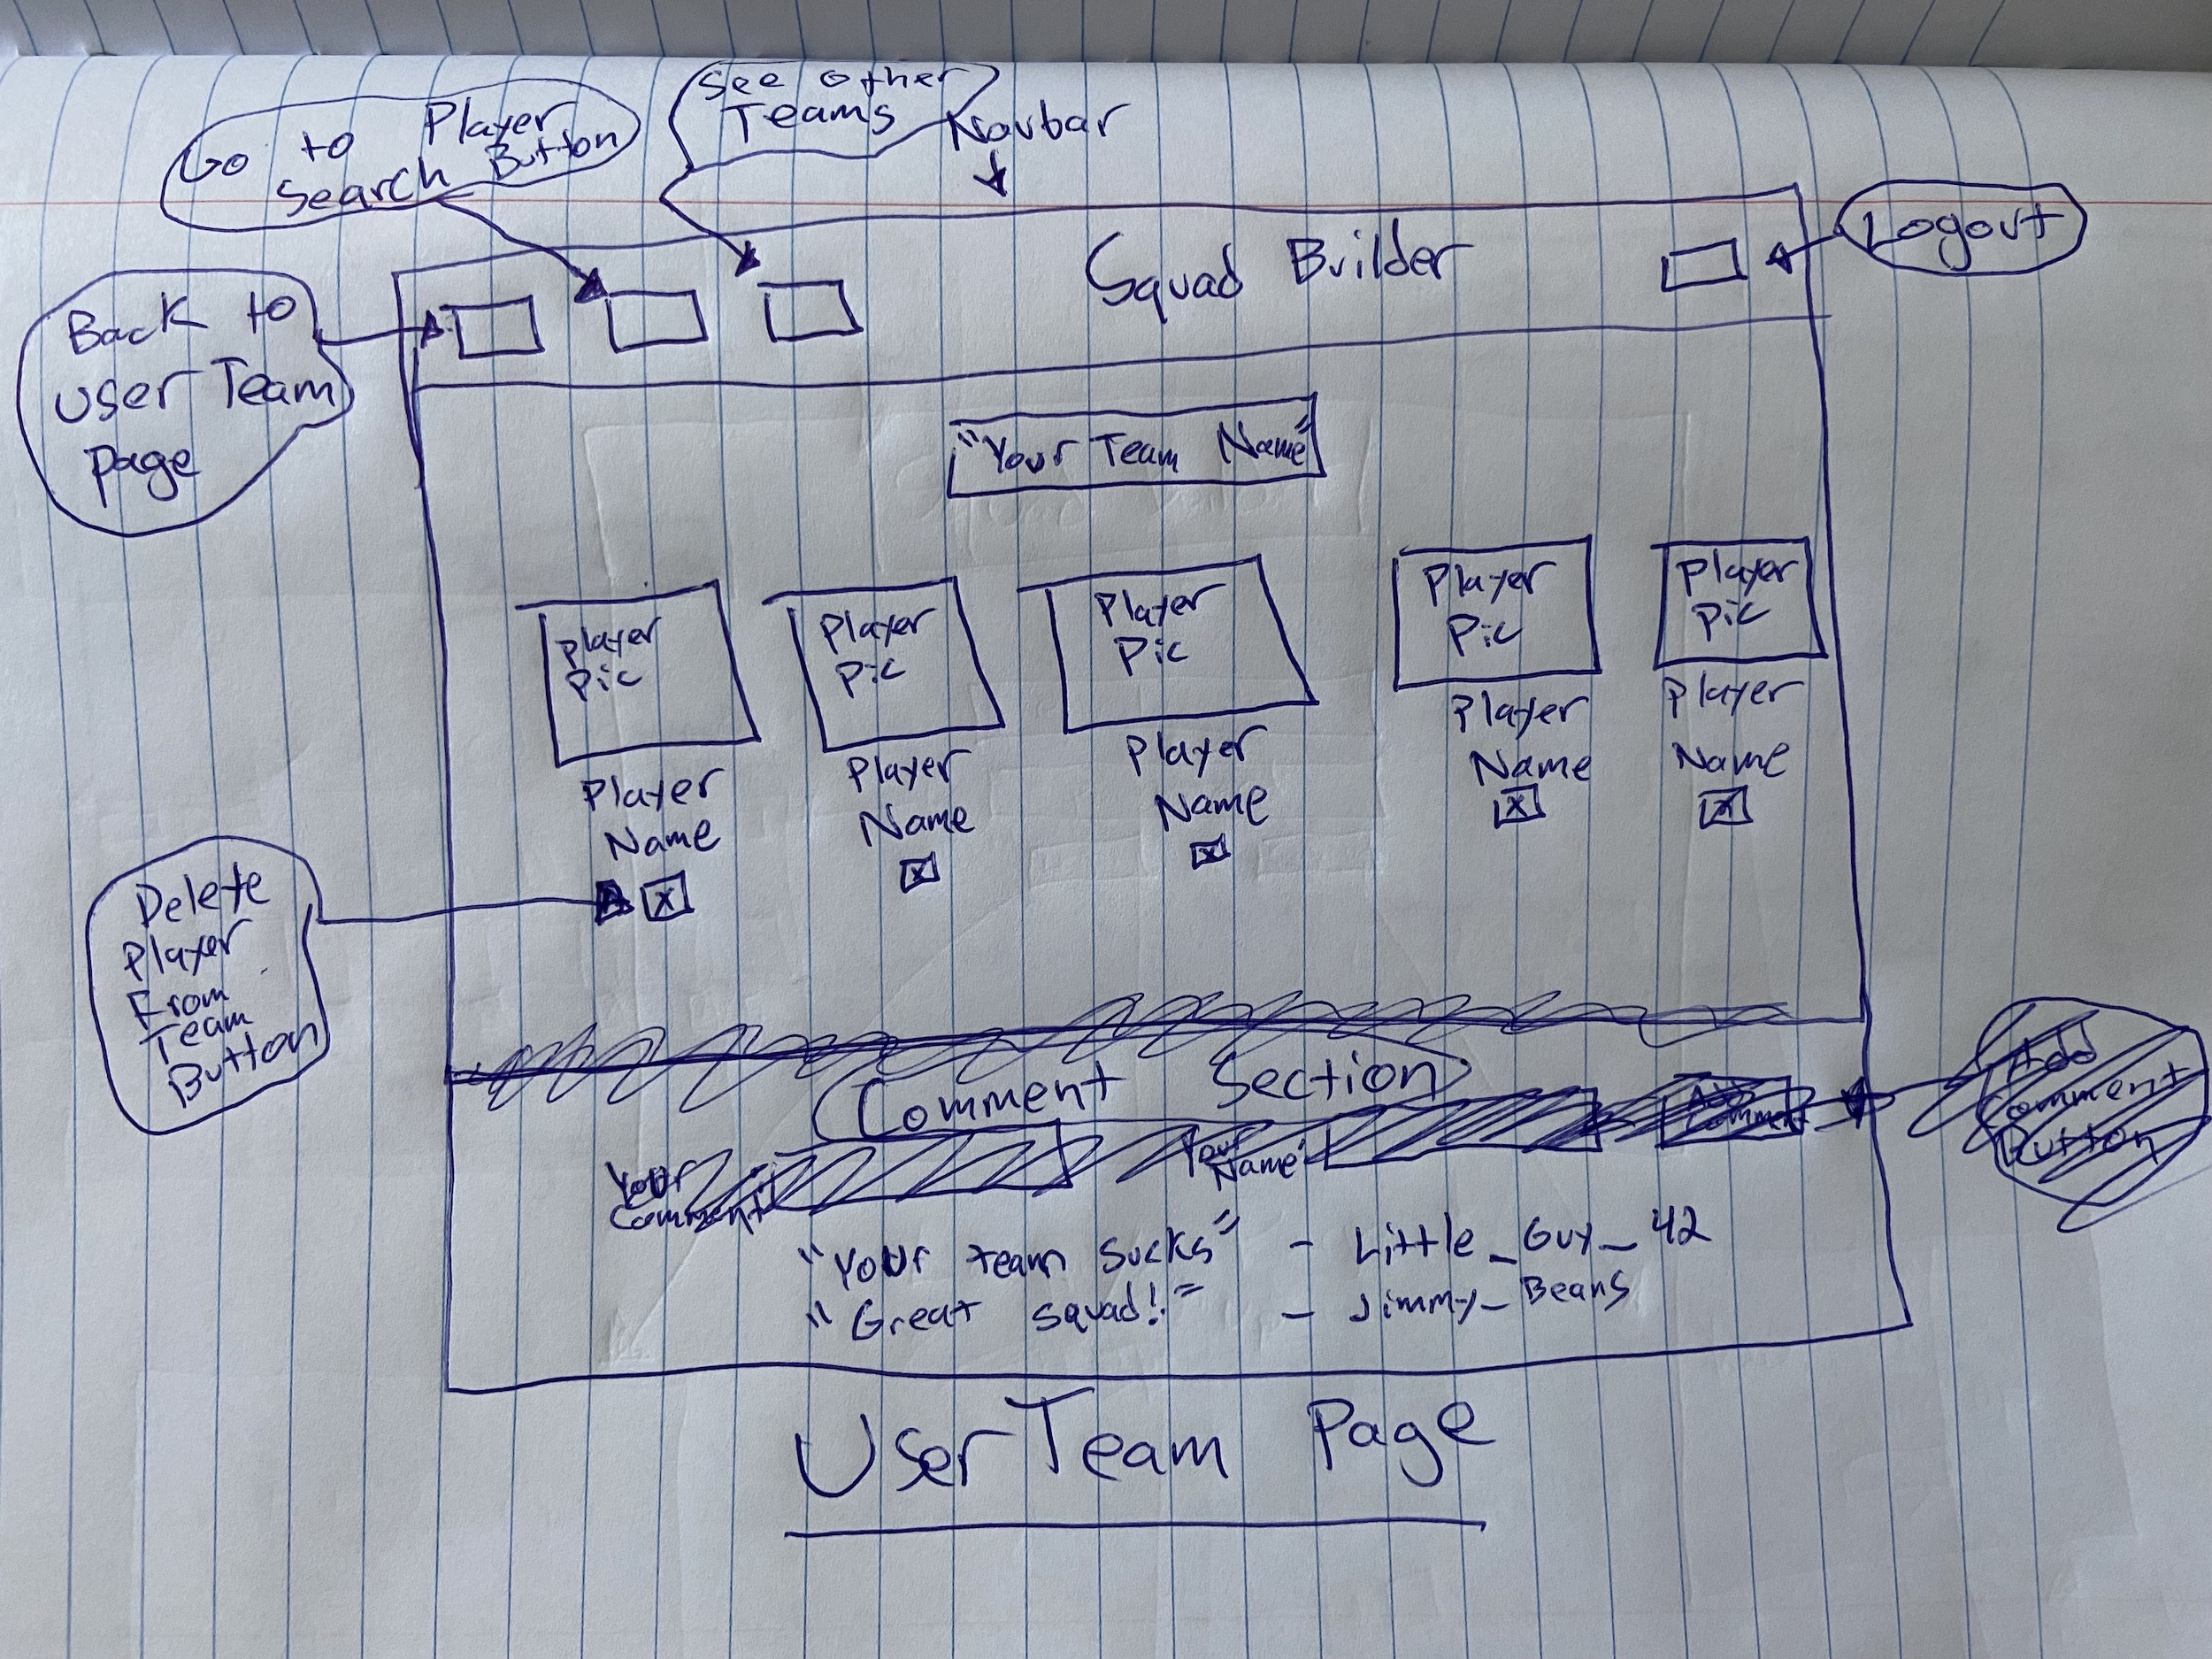 See other
Teams
Navbar
Go to Player
Search Button
Logout
Squad Builder
Back to
User Team
Page
"Your Team Name"
Player
Pic
Player
Pic
Player
Pic
Player
Pic
Player
Pic
Player
Name
X
Player
Name
X
Player
Name
X
Player
Name
X
Player
Name
X
Delete
Player
From
Team
Button
Comment Section
Add
Comment
Button
Your
Comment
Your
Name:
Add
Comment
"Your team sucks" - Little_Guy_42
"Great squad!" - Jimmy_Beans
User Team Page